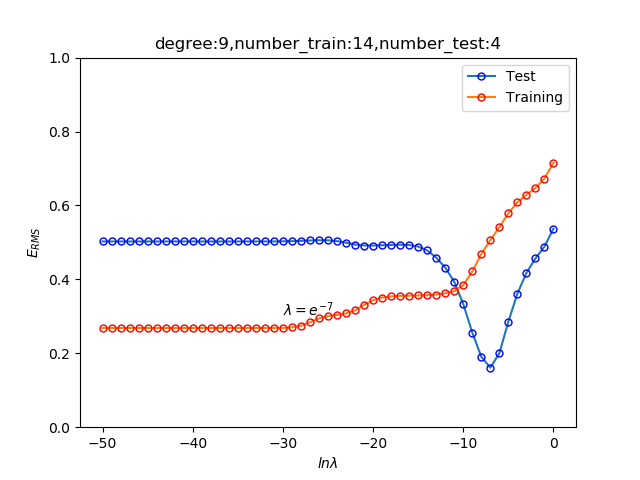 degree:9,number_train:14,number_test:4
1.0
0.8
0.6
0.4
0.2
0.0
E_RMS
Test
Training
λ = e^−7
−50
−40
−30
−20
−10
0
lnλ